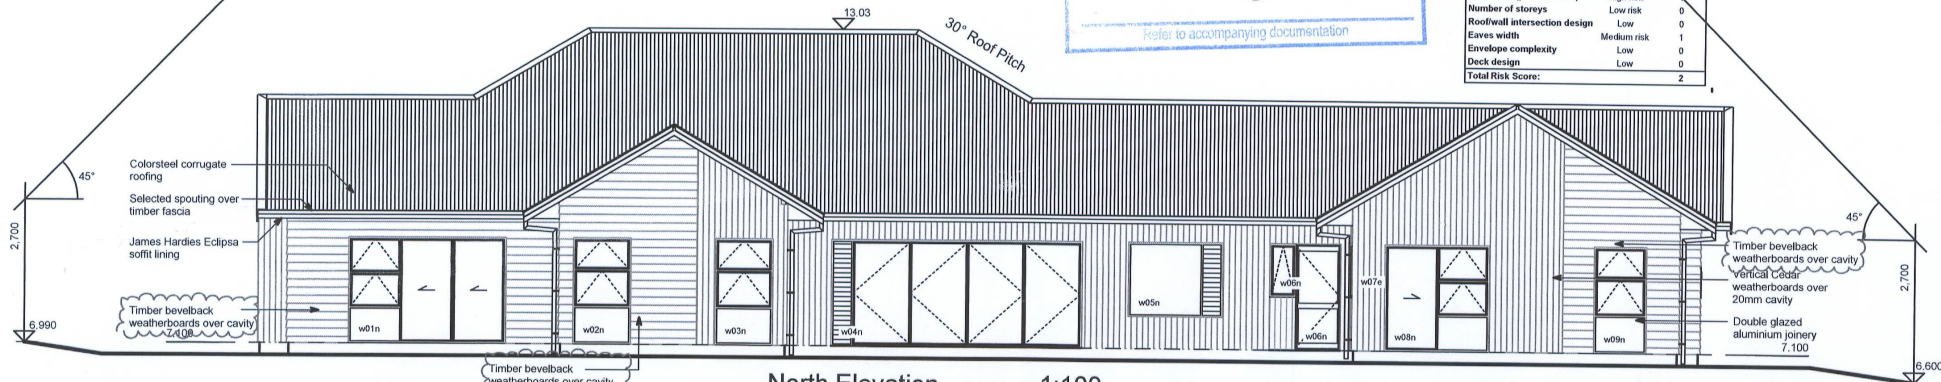 13.03
30° Roof Pitch
Refer to accompanying documentation
Number of storeys Low risk 0
Roof/wall intersection design Low 0
Eaves width Medium risk 1
Envelope complexity Low 0
Deck design Low 0
Total Risk Score: 2
45°
2,700
6.990
Colorsteel corrugate
roofing
Selected spouting over
timber fascia
James Hardies Eclipsa
soffit lining
Timber bevelback
weatherboards over cavity
7.100
Timber bevelback
weatherboards over cavity
w01n
w02n
w03n
w04n
w05n
w06n
w06n
w07e
w08n
w09n
45°
2,700
Timber bevelback
weatherboards over cavity
Vertical Cedar
weatherboards over
20mm cavity
Double glazed
aluminium joinery
7.100
6.600
North Elevation 1:100